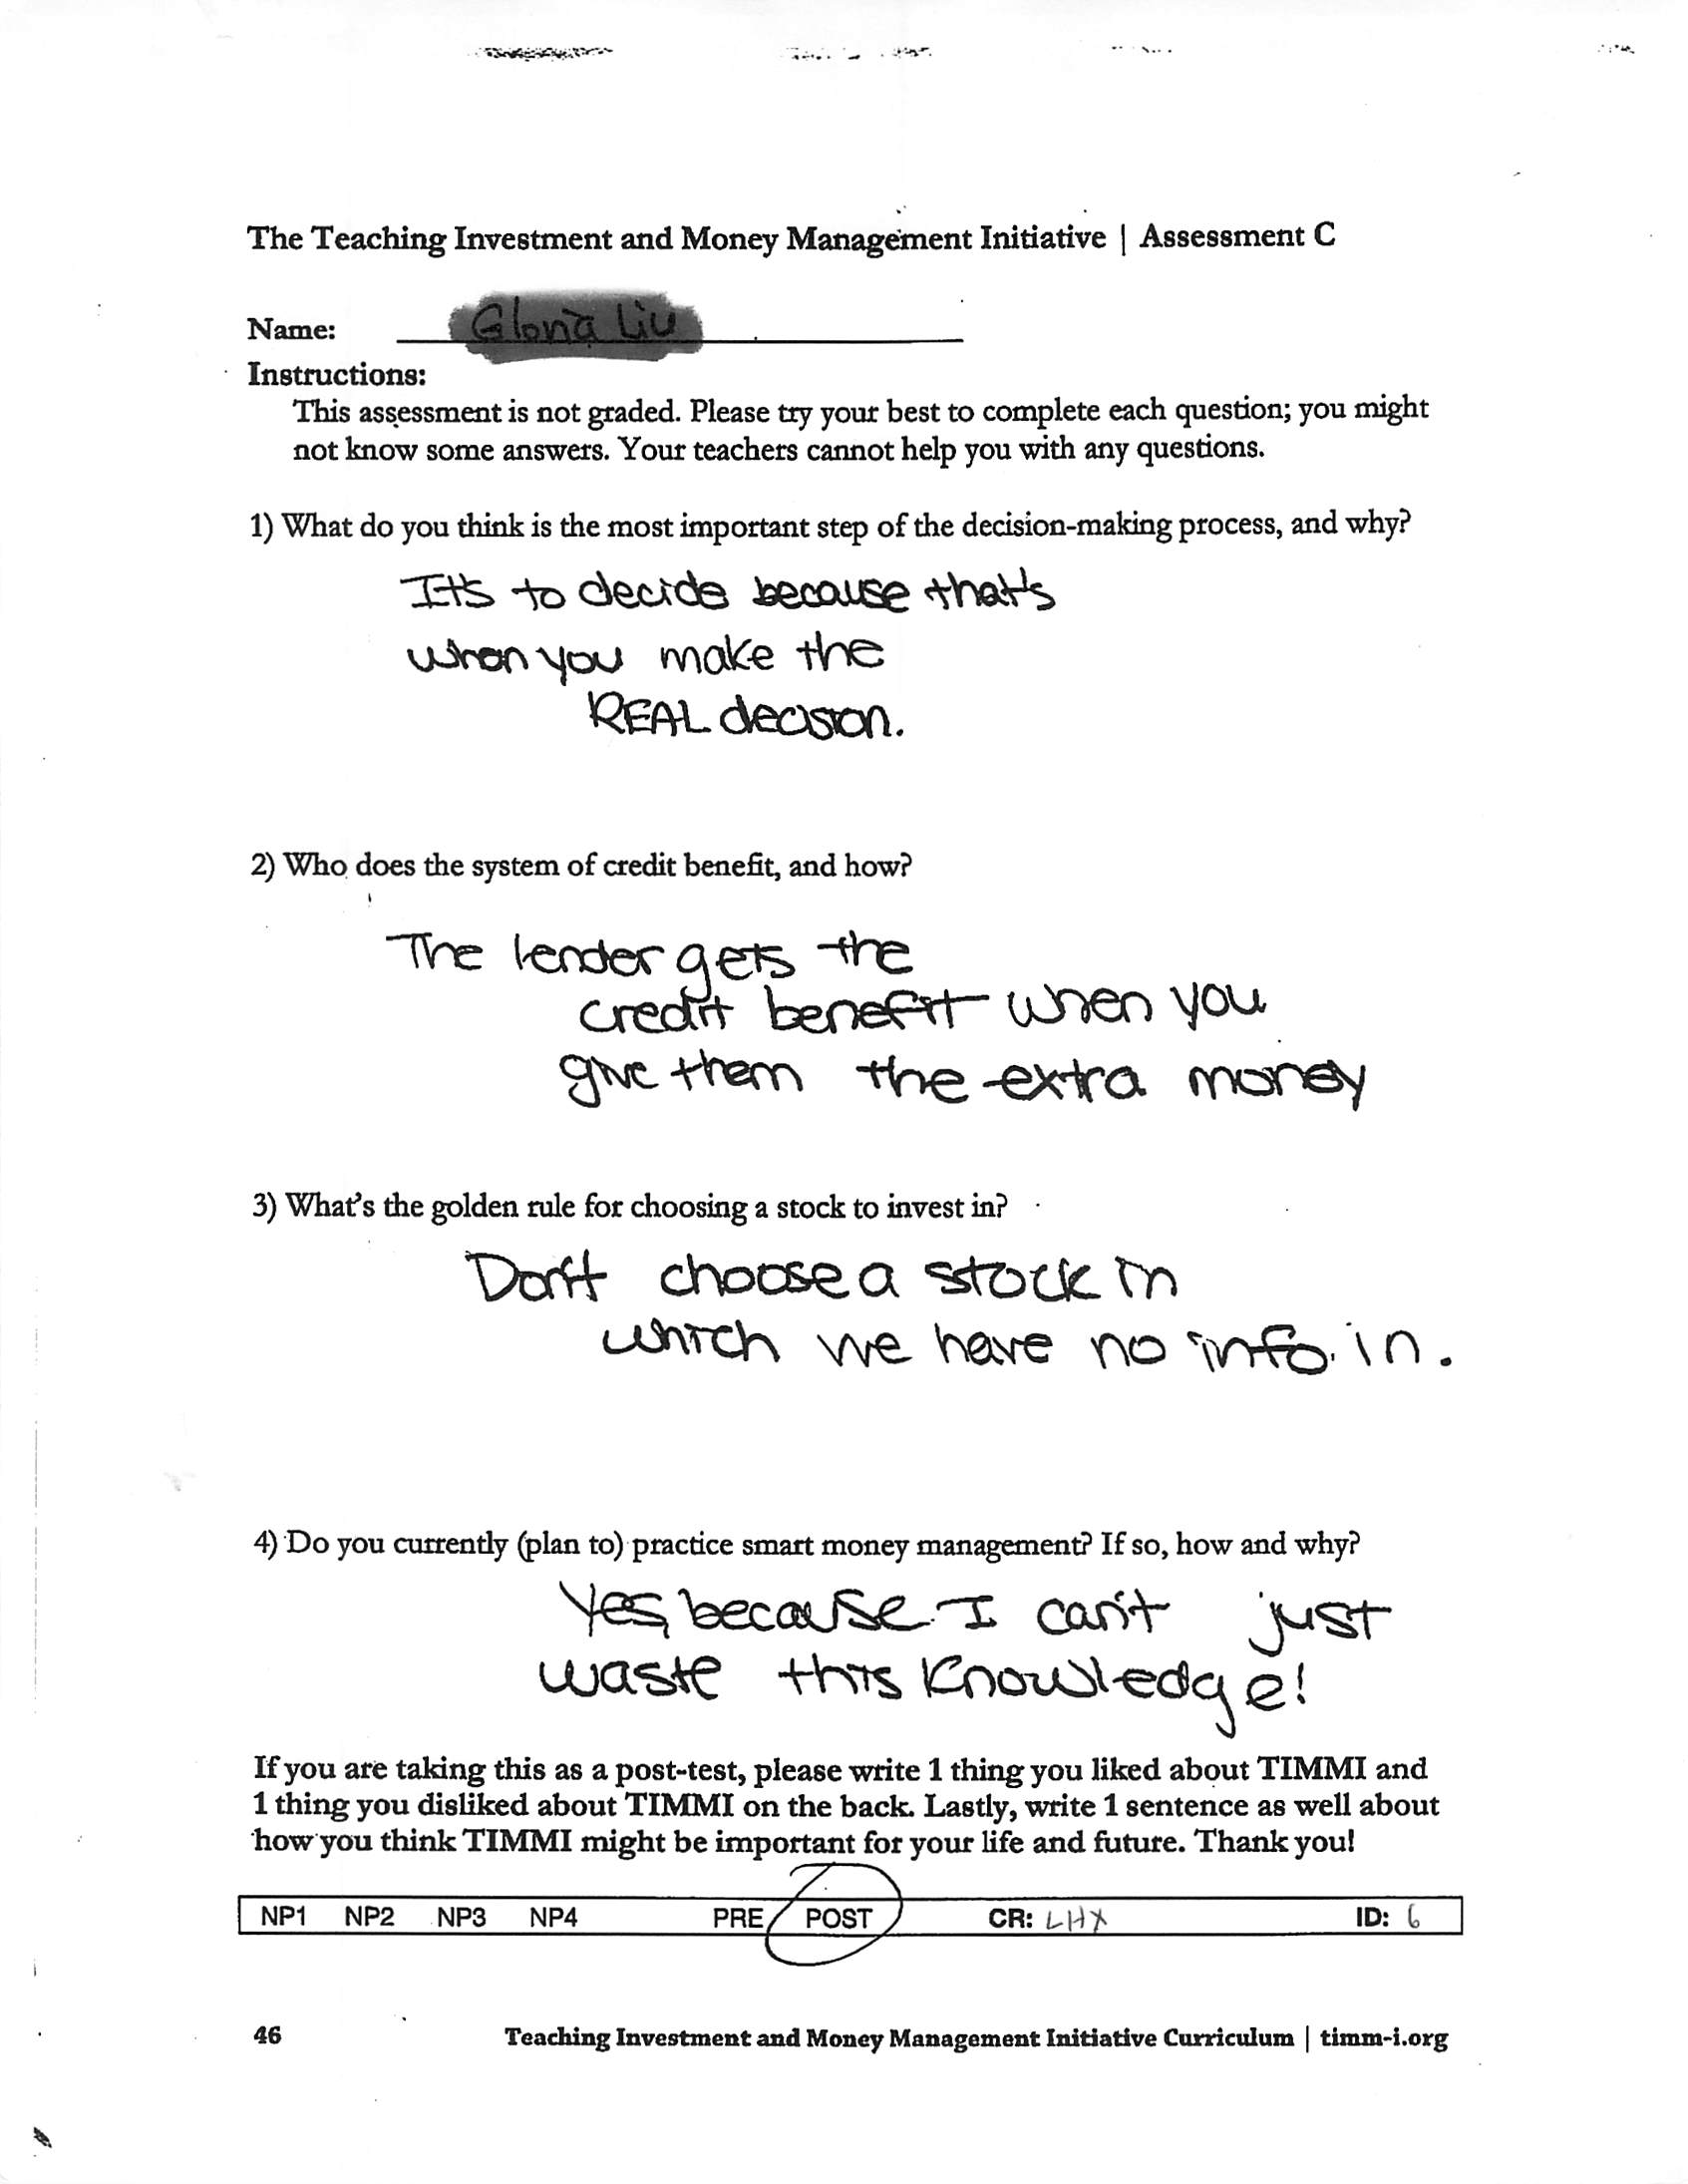 The Teaching Investment and Money Management Initiative | Assessment C
Name:
Instructions:
This assessment is not graded. Please try your best to complete each question; you might
not know some answers. Your teachers cannot help you with any questions.
1) What do you think is the most important step of the decision-making process, and why?
It's to decide because that's
when you make the
REAL decision.
2) Who does the system of credit benefit, and how?
The lender gets the
credit benefit when you
give them the extra money
3) What's the golden rule for choosing a stock to invest in?
Don't choose a stock in
which we have no info in.
4) Do you currently (plan to) practice smart money management? If so, how and why?
Yes, because I can't just
waste this knowledge!
If you are taking this as a post-test, please write 1 thing you liked about TIMMI and
1 thing you disliked about TIMMI on the back. Lastly, write 1 sentence as well about
how you think TIMMI might be important for your life and future. Thank you!
NP1 NP2 NP3 NP4 PRE POST CR: LHX ID: 6
46 Teaching Investment and Money Management Initiative Curriculum | timm-i.org